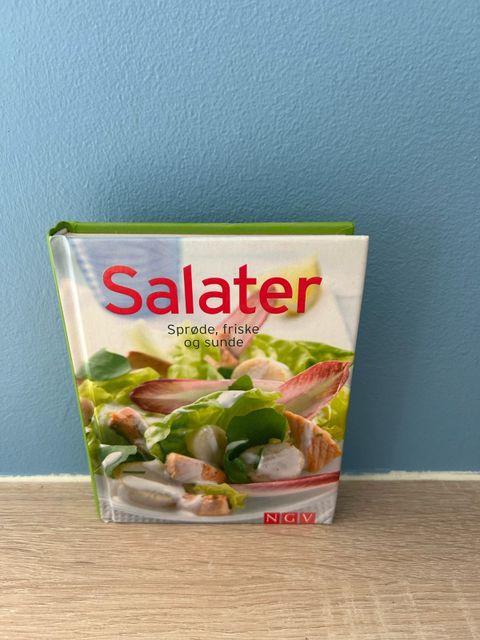 Salater
Sprøde, friske
og sunde
NGV